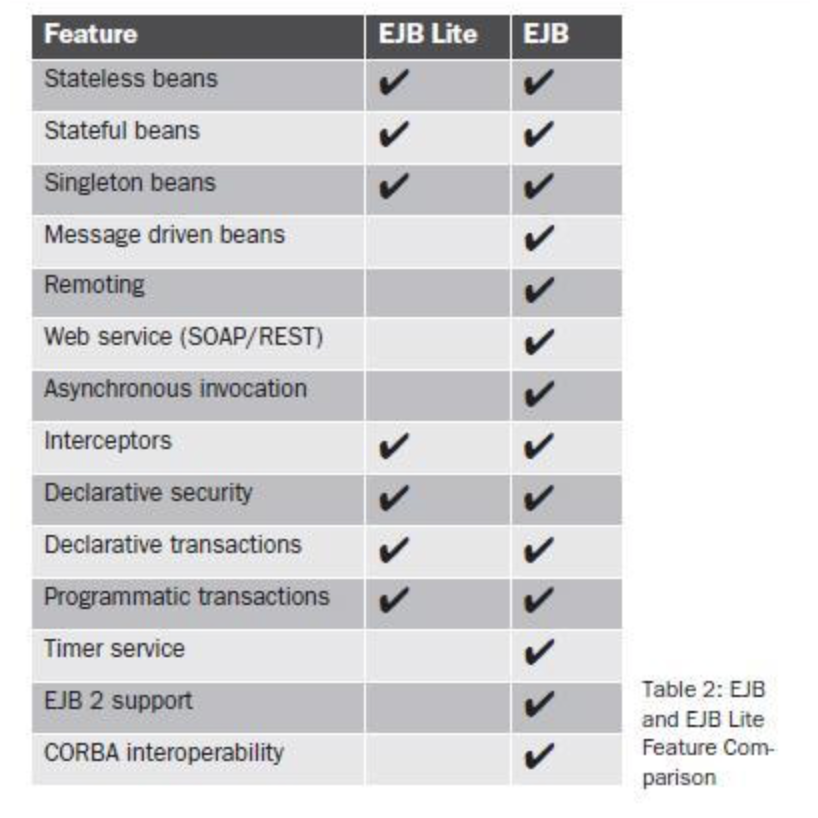 Feature EJB Lite EJB
Stateless beans ✔ ✔
Stateful beans ✔ ✔
Singleton beans ✔ ✔
Message driven beans ✔
Remoting ✔
Web service (SOAP/REST) ✔
Asynchronous invocation ✔
Interceptors ✔ ✔
Declarative security ✔ ✔
Declarative transactions ✔ ✔
Programmatic transactions ✔ ✔
Timer service ✔
EJB 2 support ✔
CORBA interoperability ✔
Table 2: EJB
and EJB Lite
Feature Com-
parison